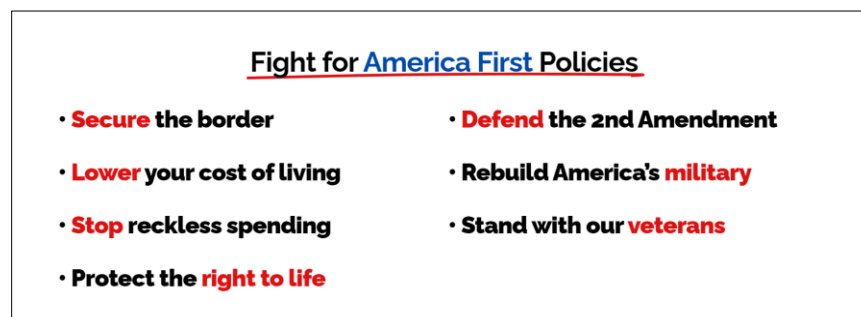 Fight for America First Policies
• Secure the border
• Lower your cost of living
• Stop reckless spending
• Protect the right to life
• Defend the 2nd Amendment
• Rebuild America’s military
• Stand with our veterans